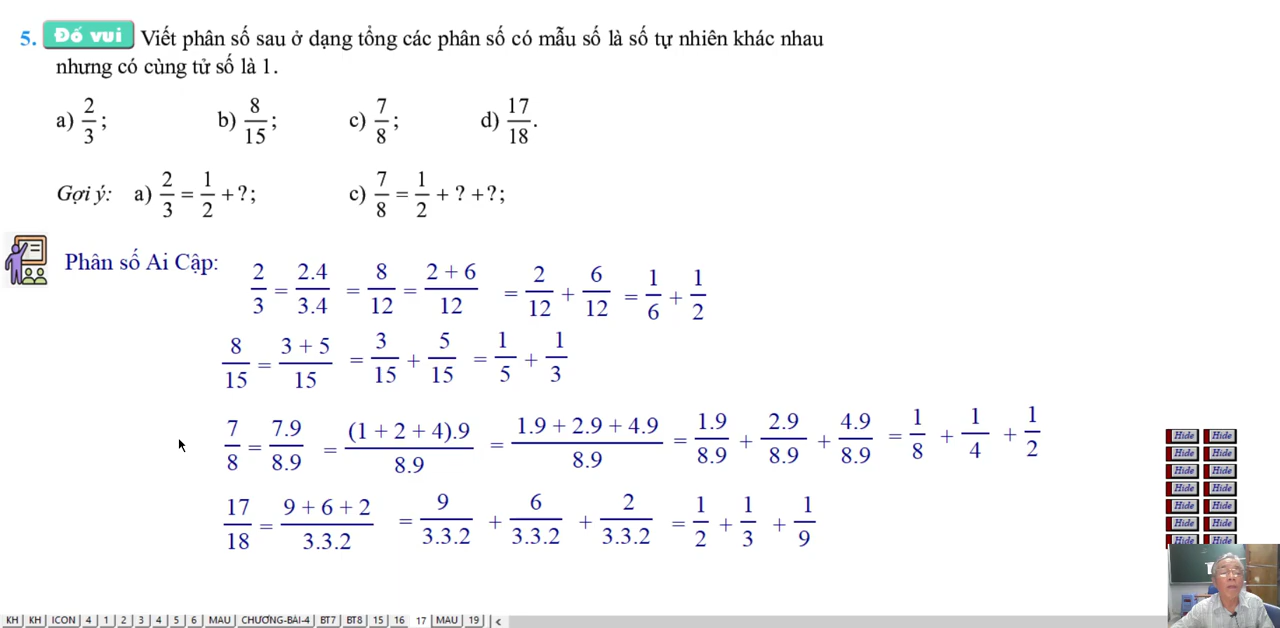 5. Đố vui Viết phân số sau ở dạng tổng các phân số có mẫu số là số tự nhiên khác nhau
nhưng có cùng tử số là 1.
a) 2/3; b) 8/15; c) 7/8; d) 17/18.
Gợi ý: a) 2/3 = 1/2 + ?; c) 7/8 = 1/2 + ? + ?;
Phân số Ai Cập:
2/3 = 2.4/3.4 = 8/12 = (2 + 6)/12 = 2/12 + 6/12 = 1/6 + 1/2
8/15 = (3 + 5)/15 = 3/15 + 5/15 = 1/5 + 1/3
7/8 = 7.9/8.9 = (1 + 2 + 4).9/8.9 = (1.9 + 2.9 + 4.9)/8.9 = 1.9/8.9 + 2.9/8.9 + 4.9/8.9 = 1/8 + 1/4 + 1/2
17/18 = (9 + 6 + 2)/3.3.2 = 9/3.3.2 + 6/3.3.2 + 2/3.3.2 = 1/2 + 1/3 + 1/9
Hide Hide
Hide Hide
Hide Hide
Hide Hide
Hide Hide
Hide Hide
Hide Hide
KH KH ICON 4 1 2 3 4 5 6 MAU CHƯƠNG-BÀI-4 BT7 BT8 15 16 17 MAU 19